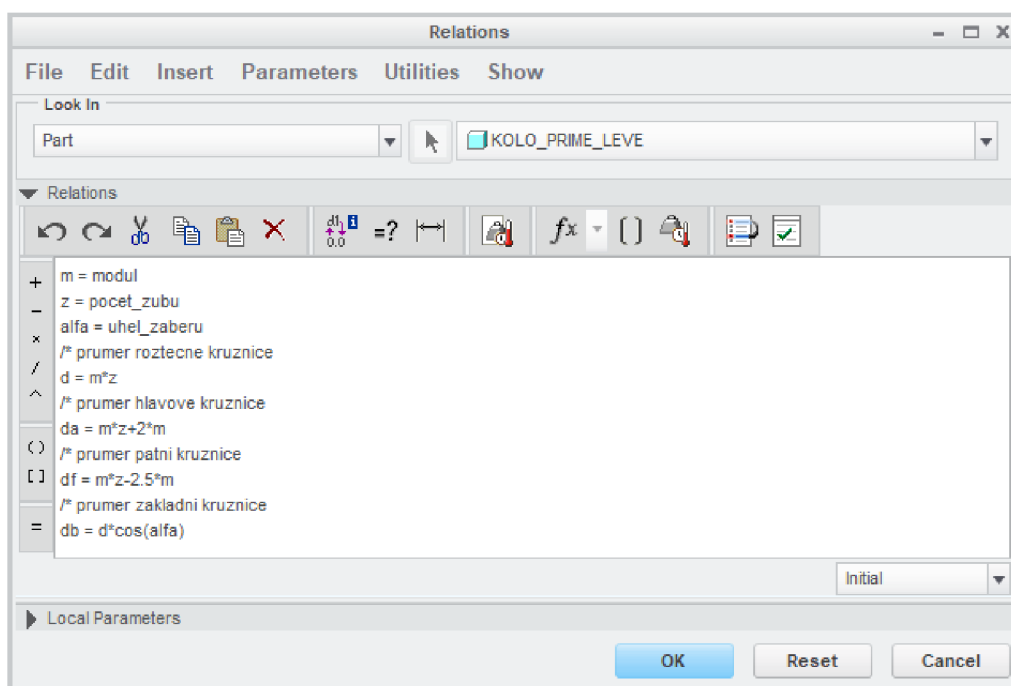 Relations
File Edit Insert Parameters Utilities Show
Look In
Part KOLO_PRIME_LEVE
Relations
m = modul
z = pocet_zubu
alfa = uhel_zaberu
/* prumer roztecne kruznice
d = m*z
/* prumer hlavove kruznice
da = m*z+2*m
/* prumer patni kruznice
df = m*z-2.5*m
/* prumer zakladni kruznice
db = d*cos(alfa)
Initial
Local Parameters
OK Reset Cancel